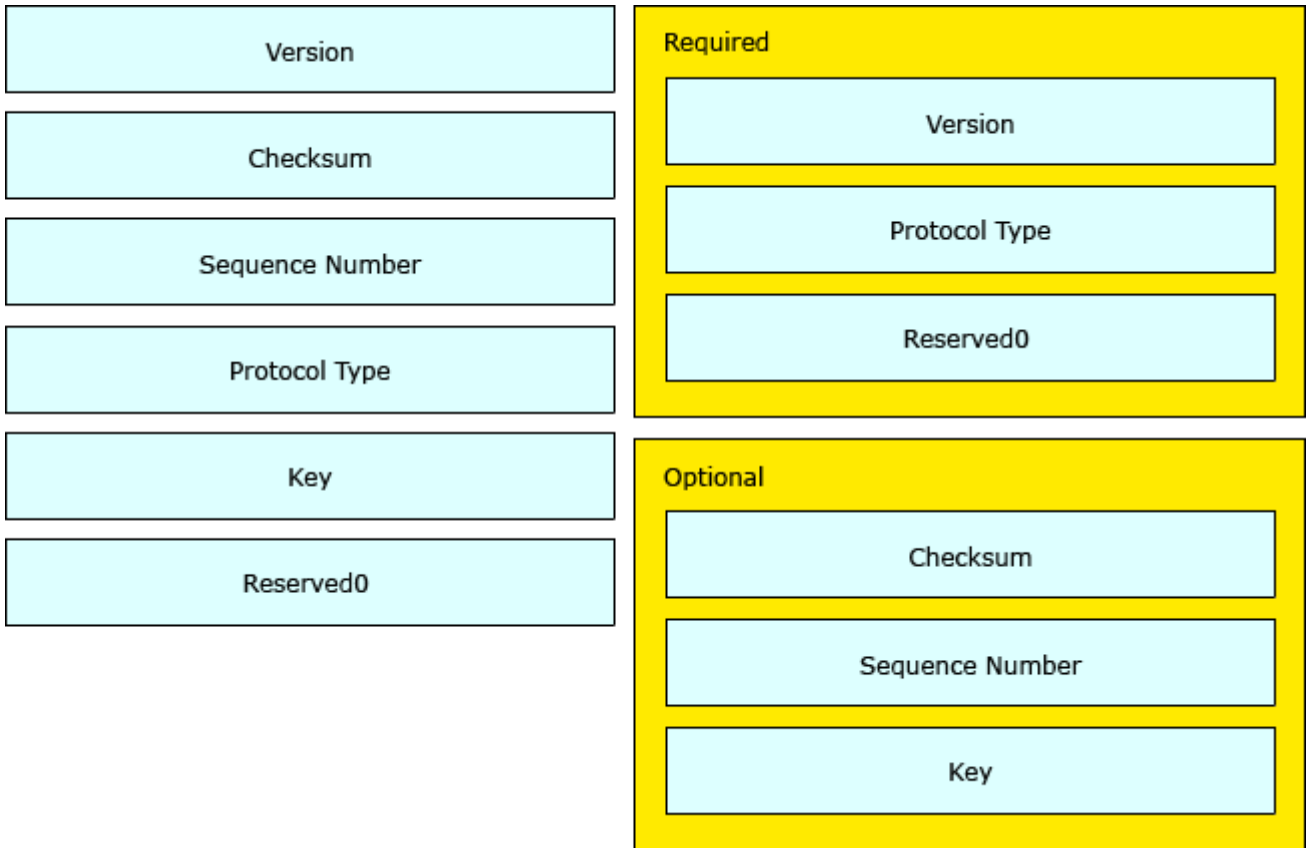 Version
Checksum
Sequence Number
Protocol Type
Key
Reserved0
Required
Version
Protocol Type
Reserved0
Optional
Checksum
Sequence Number
Key